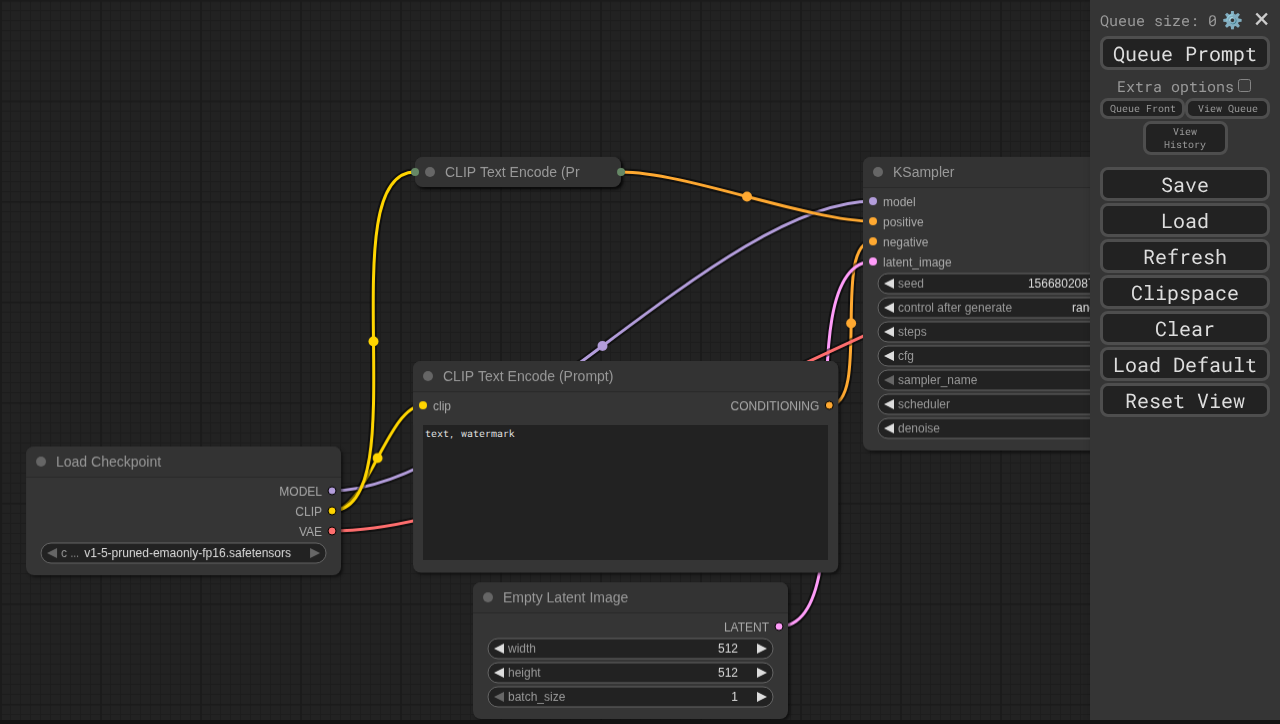 Queue size: 0
Queue Prompt
Extra options
Queue Front
View Queue
View
History
Save
Load
Refresh
Clipspace
Clear
Load Default
Reset View
CLIP Text Encode (Pr
KSampler
model
positive
negative
latent_image
seed 1566802087
control after generate ran
steps
cfg
sampler_name
scheduler
denoise
CLIP Text Encode (Prompt)
clip CONDITIONING
text, watermark
Load Checkpoint
MODEL
CLIP
VAE
c ... v1-5-pruned-emaonly-fp16.safetensors
Empty Latent Image
LATENT
width 512
height 512
batch_size 1